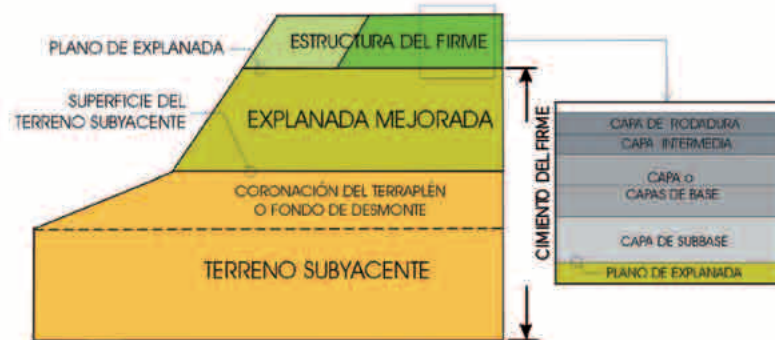 PLANO DE EXPLANADA
ESTRUCTURA DEL FIRME
SUPERFICIE DEL
TERRENO SUBYACENTE
EXPLANADA MEJORADA
CORONACIÓN DEL TERRAPLÉN
O FONDO DE DESMONTE
TERRENO SUBYACENTE
CIMIENTO DEL FIRME
CAPA DE RODADURA
CAPA INTERMEDIA
CAPA o
CAPAS DE BASE
CAPA DE SUBBASE
PLANO DE EXPLANADA